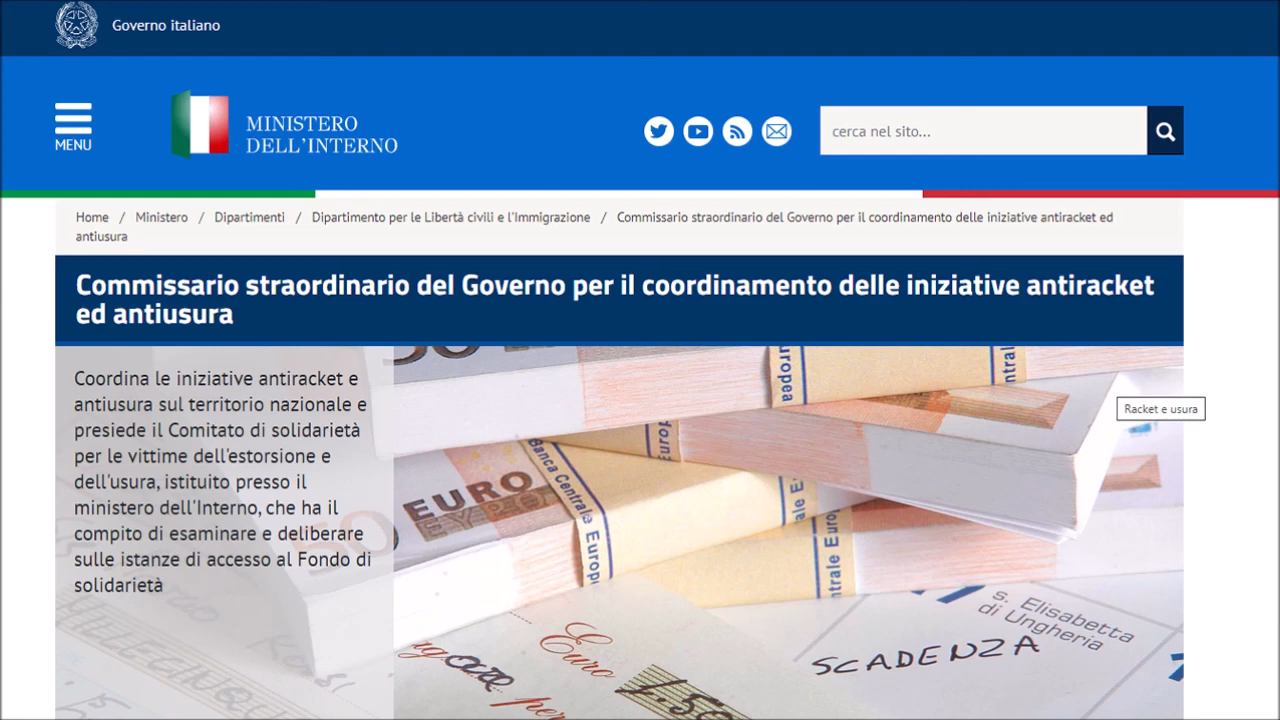 Governo italiano
MENU
MINISTERO
DELL'INTERNO
cerca nel sito...
Home / Ministero / Dipartimenti / Dipartimento per le Libertà civili e l'Immigrazione / Commissario straordinario del Governo per il coordinamento delle iniziative antiracket ed
antiusura
Commissario straordinario del Governo per il coordinamento delle iniziative antiracket
ed antiusura
Coordina le iniziative antiracket e
antiusura sul territorio nazionale e
presiede il Comitato di solidarietà
per le vittime dell'estorsione e
dell'usura, istituito presso il
ministero dell'Interno, che ha il
compito di esaminare e deliberare
sulle istanze di accesso al Fondo di
solidarietà
Racket e usura
EURO
Banca Centrale Europe
s. Elisabetta
di Ungheria
SCADENZA
Euro
per